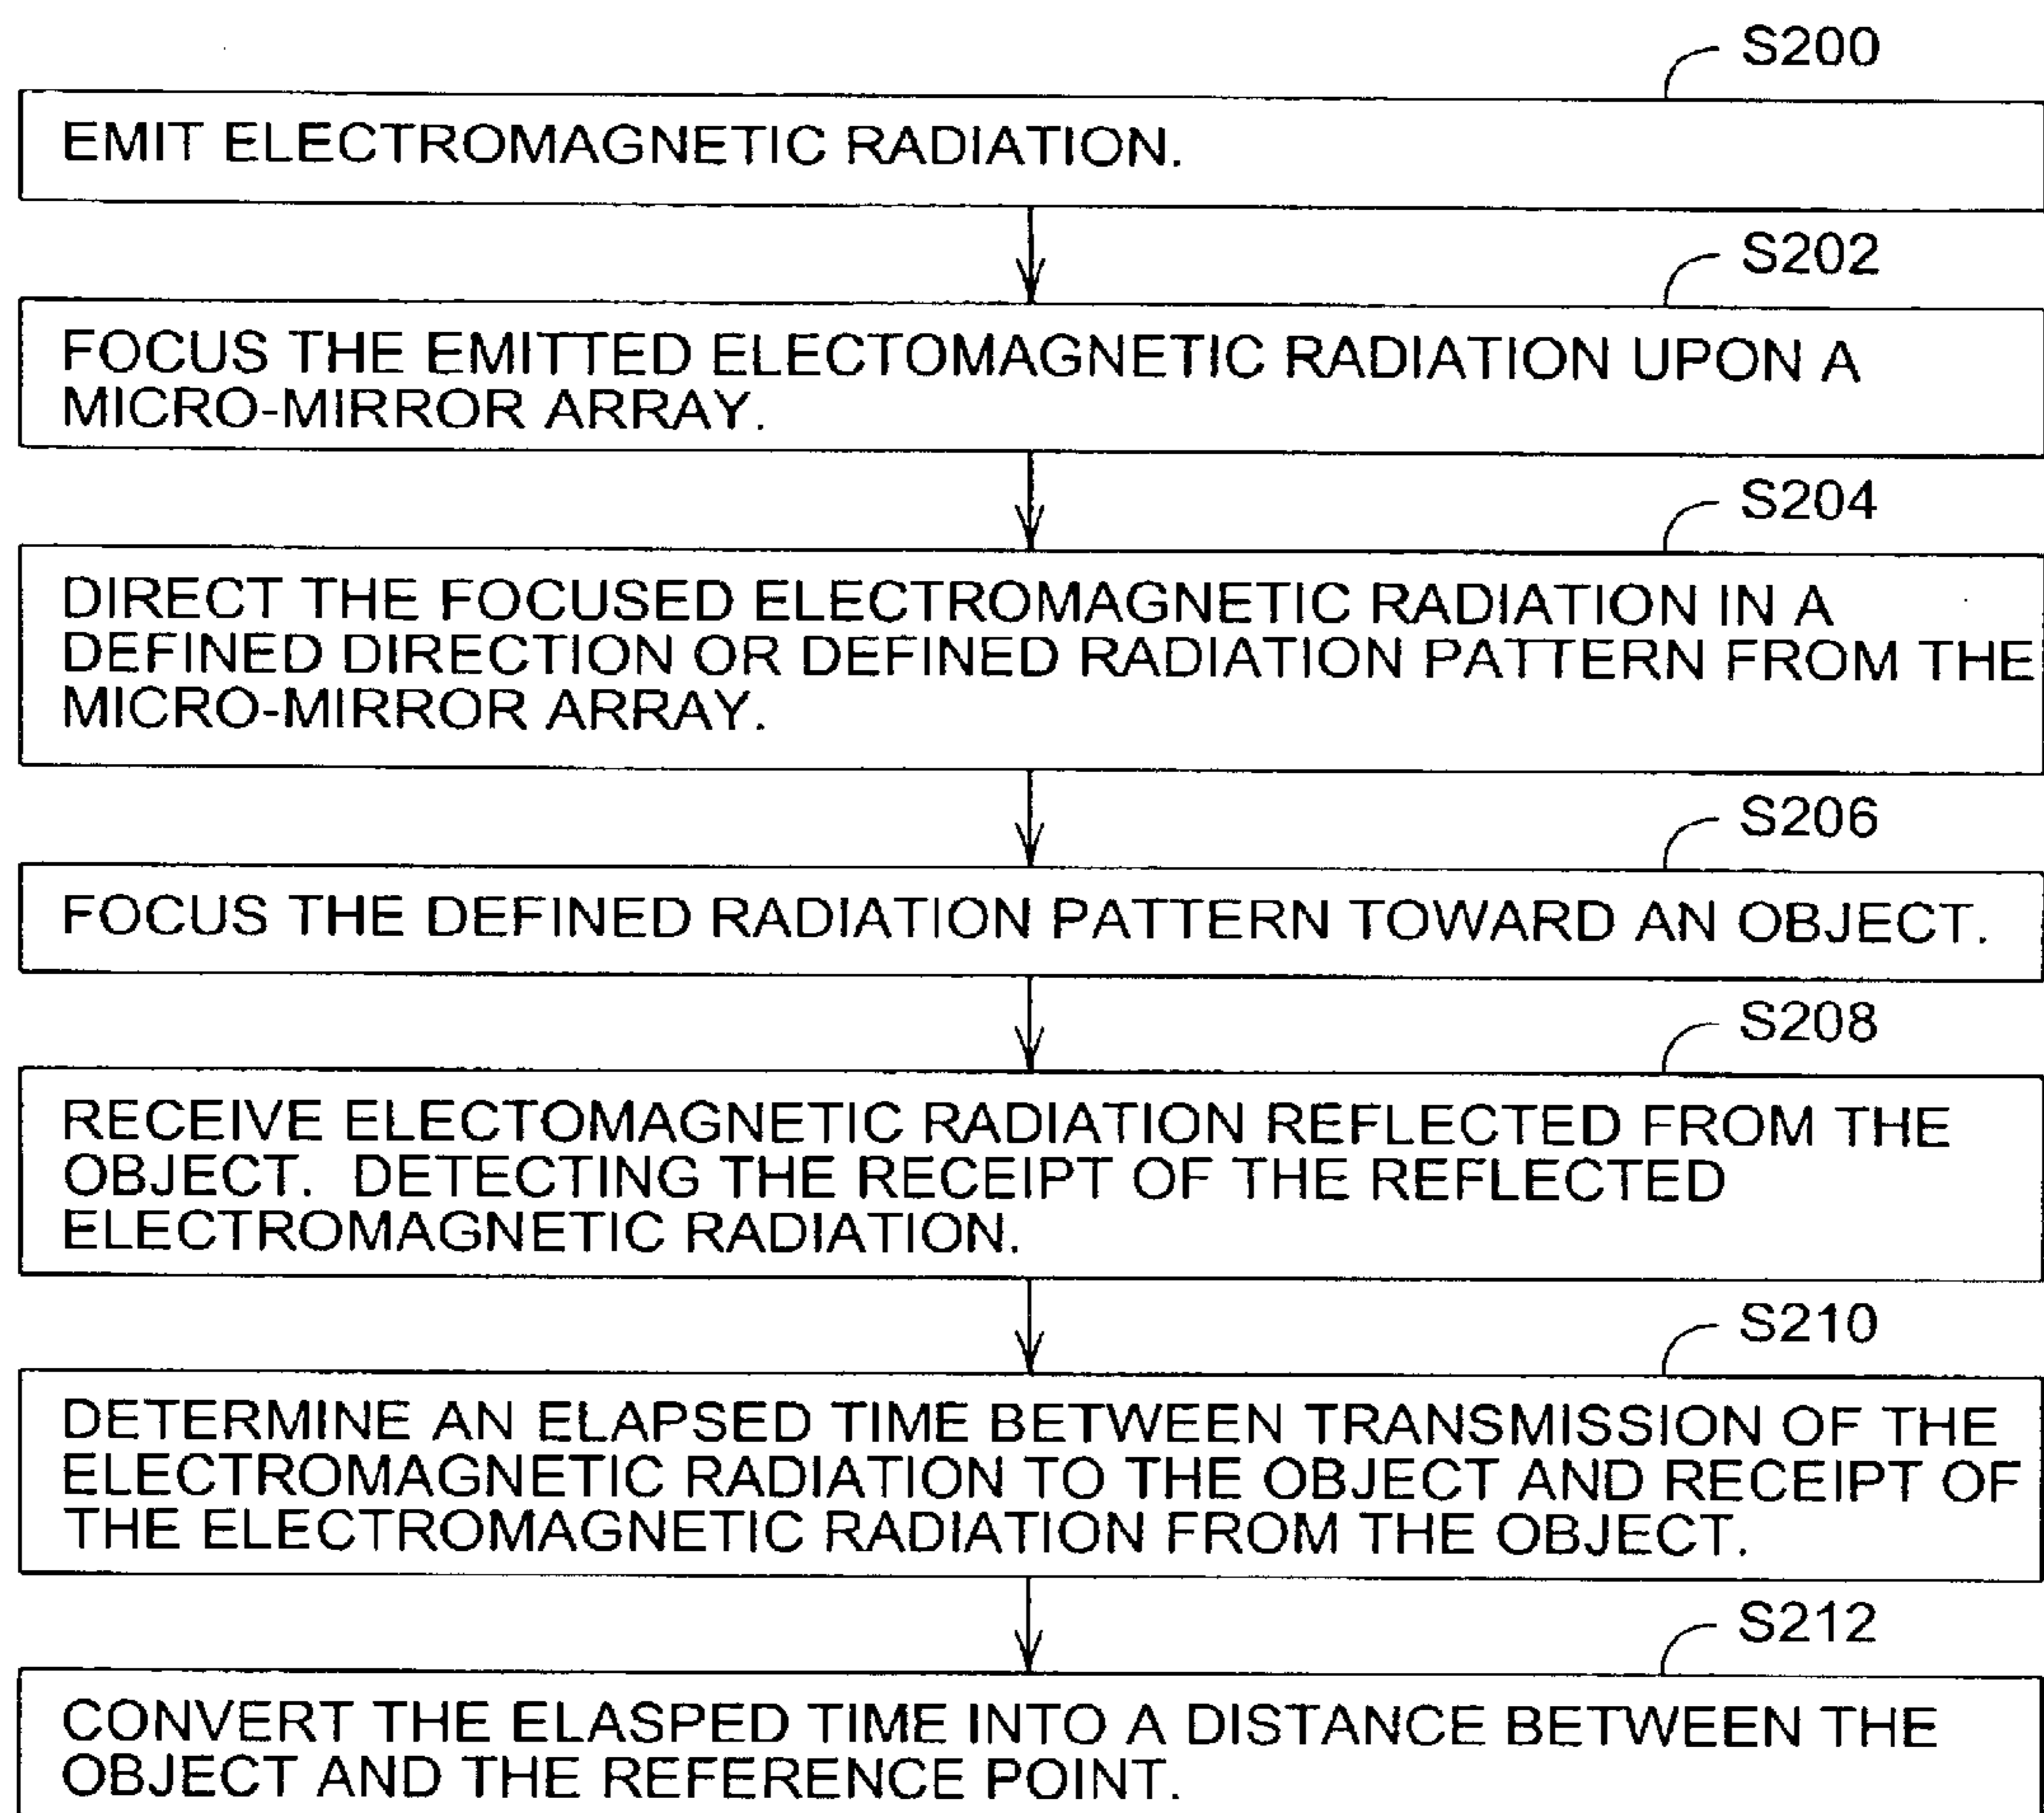 S200
EMIT ELECTROMAGNETIC RADIATION.
S202
FOCUS THE EMITTED ELECTOMAGNETIC RADIATION UPON A
MICRO-MIRROR ARRAY.
S204
DIRECT THE FOCUSED ELECTROMAGNETIC RADIATION IN A
DEFINED DIRECTION OR DEFINED RADIATION PATTERN FROM THE
MICRO-MIRROR ARRAY.
S206
FOCUS THE DEFINED RADIATION PATTERN TOWARD AN OBJECT.
S208
RECEIVE ELECTOMAGNETIC RADIATION REFLECTED FROM THE
OBJECT. DETECTING THE RECEIPT OF THE REFLECTED
ELECTROMAGNETIC RADIATION.
S210
DETERMINE AN ELAPSED TIME BETWEEN TRANSMISSION OF THE
ELECTROMAGNETIC RADIATION TO THE OBJECT AND RECEIPT OF
THE ELECTROMAGNETIC RADIATION FROM THE OBJECT.
S212
CONVERT THE ELASPED TIME INTO A DISTANCE BETWEEN THE
OBJECT AND THE REFERENCE POINT.